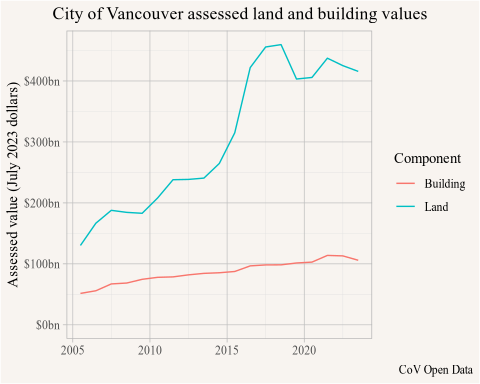 City of Vancouver assessed land and building values
Assessed value (July 2023 dollars)
$400bn
$300bn
$200bn
$100bn
$0bn
2005
2010
2015
2020
Component
Building
Land
CoV Open Data